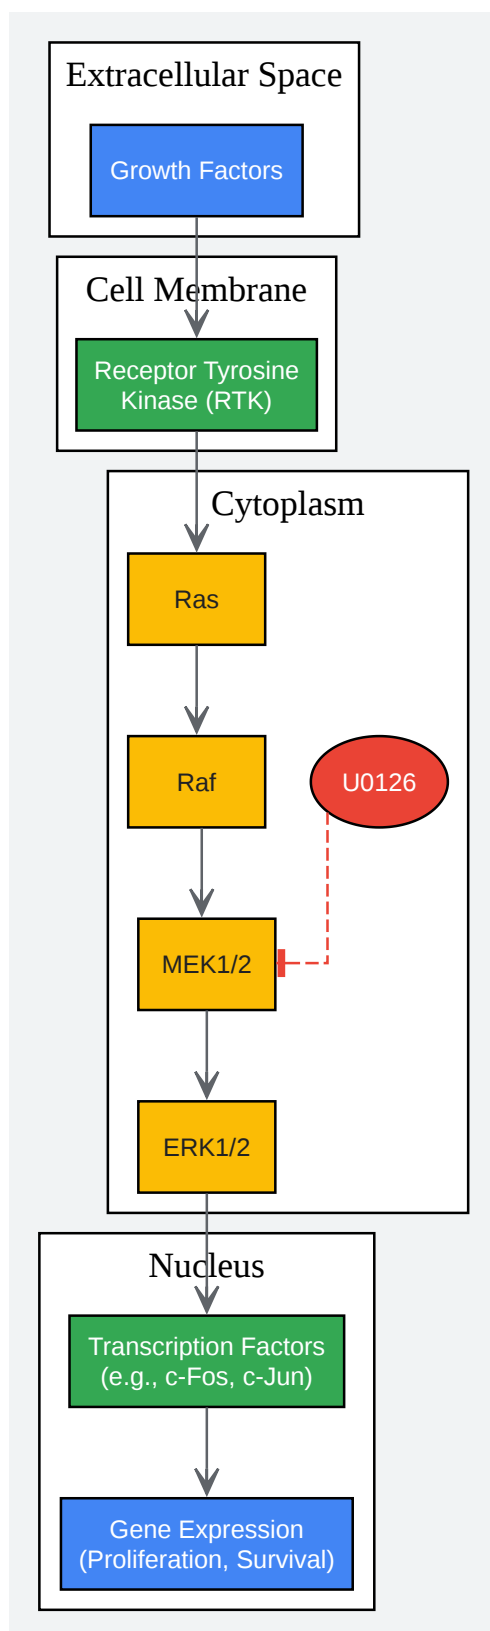 Extracellular Space
Growth Factors
Cell Membrane
Receptor Tyrosine
Kinase (RTK)
Cytoplasm
Ras
Raf
U0126
MEK1/2
ERK1/2
Nucleus
Transcription Factors
(e.g., c-Fos, c-Jun)
Gene Expression
(Proliferation, Survival)